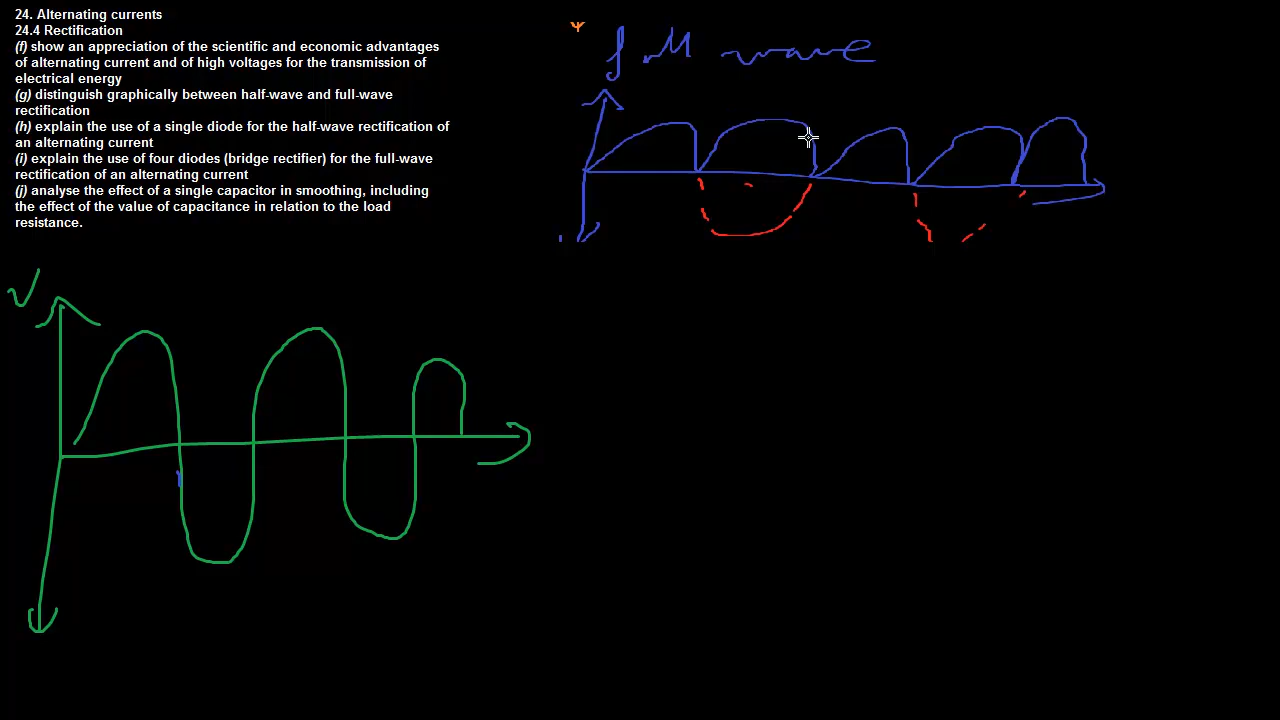 24. Alternating currents
24.4 Rectification
(f) show an appreciation of the scientific and economic advantages
of alternating current and of high voltages for the transmission of
electrical energy
(g) distinguish graphically between half-wave and full-wave
rectification
(h) explain the use of a single diode for the half-wave rectification of
an alternating current
(i) explain the use of four diodes (bridge rectifier) for the full-wave
rectification of an alternating current
(j) analyse the effect of a single capacitor in smoothing, including
the effect of the value of capacitance in relation to the load
resistance.
full wave
V